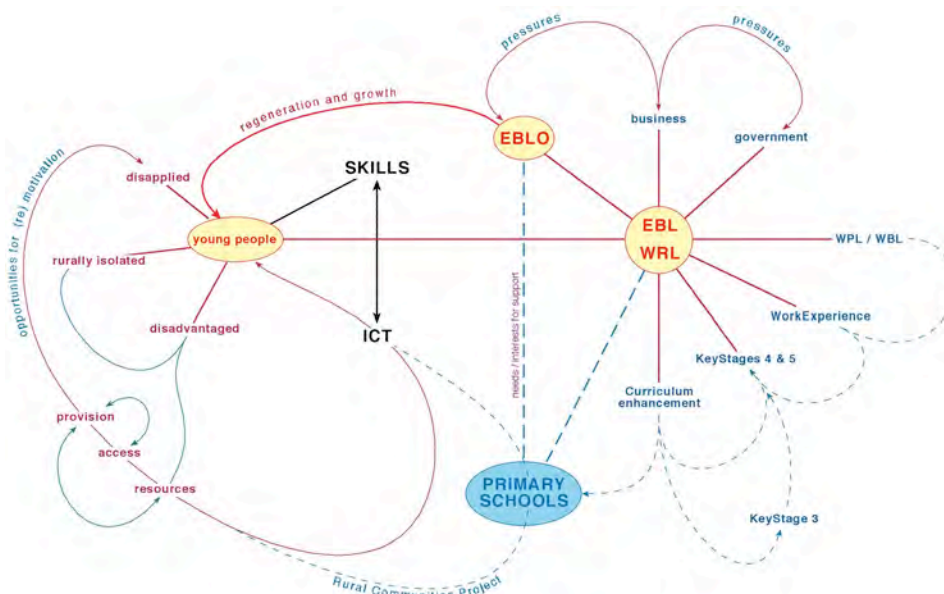 pressures
pressures
regeneration and growth
EBLO
business
government
SKILLS
disapplied
opportunities for (re) motivation
young people
EBL
WRL
WPL / WBL
rurally isolated
disadvantaged
ICT
needs / interests for support
WorkExperience
KeyStages 4 & 5
Curriculum
enhancement
provision
access
resources
PRIMARY
SCHOOLS
KeyStage 3
Rural Communities Project